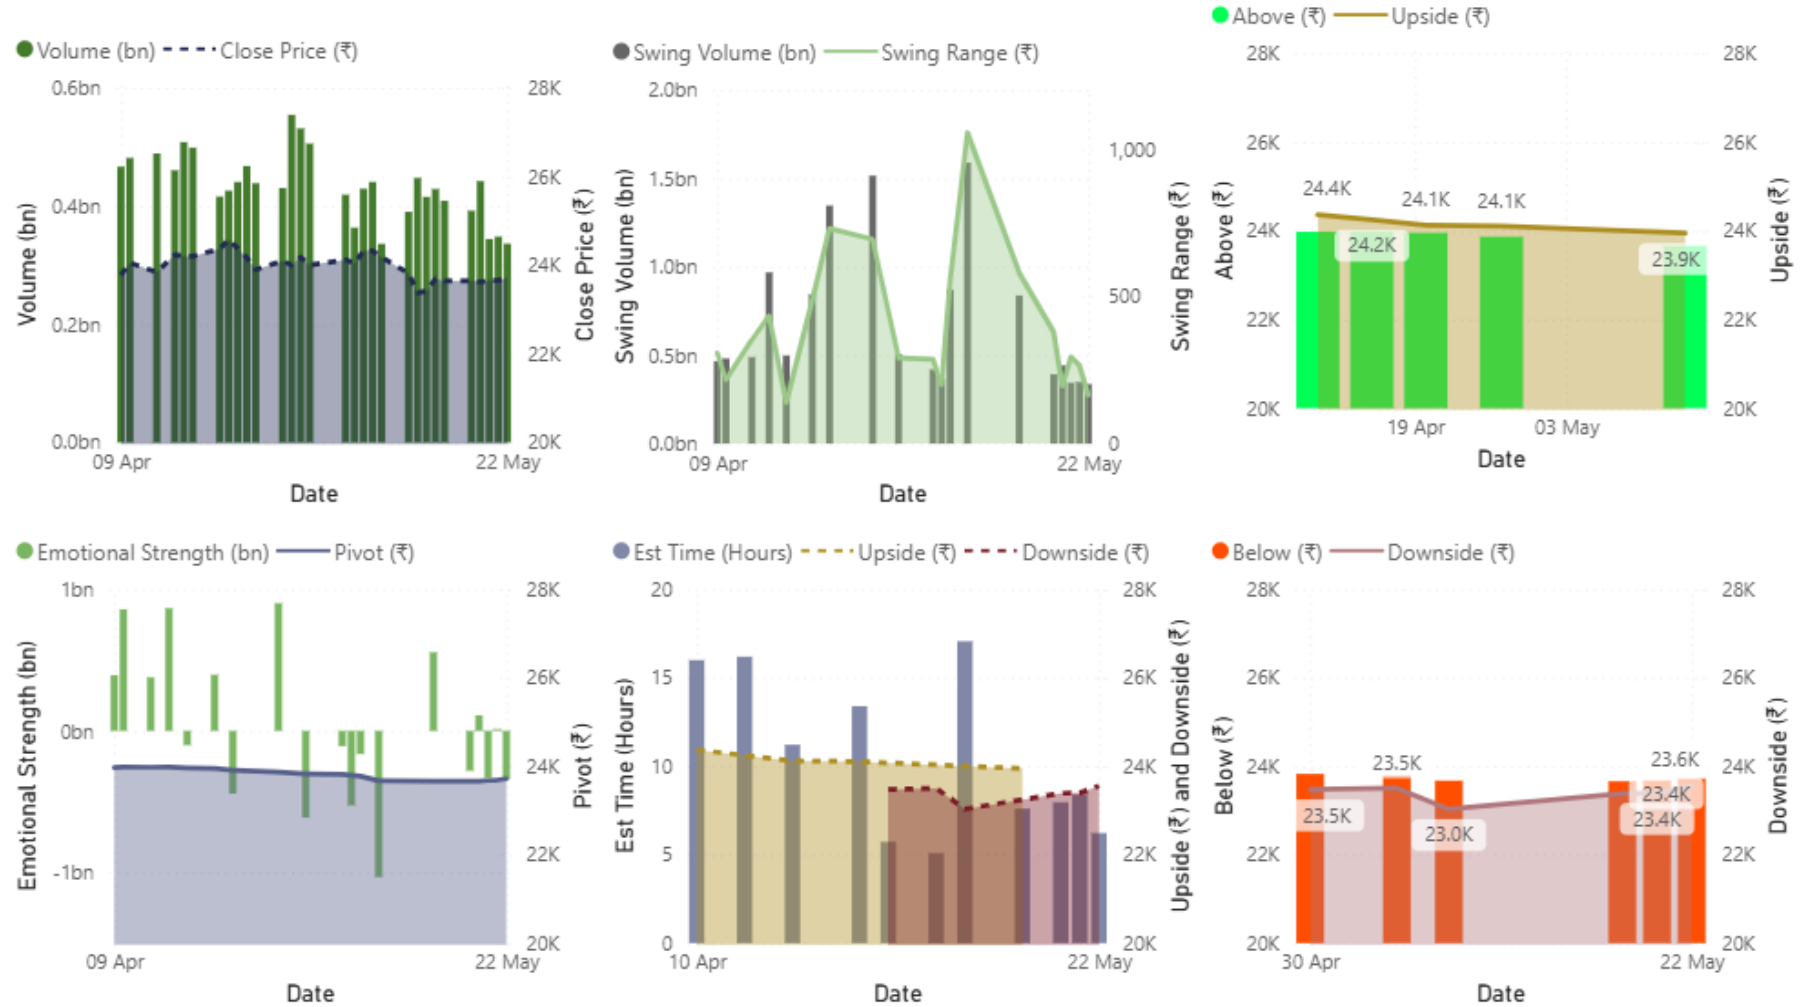 Volume (bn) Close Price (₹)
0.6bn
0.4bn
0.2bn
0.0bn
Volume (bn)
28K
26K
24K
22K
20K
Close Price (₹)
09 Apr 22 May
Date
Swing Volume (bn) Swing Range (₹)
2.0bn
1.5bn
1.0bn
0.5bn
0.0bn
Swing Volume (bn)
1,000
500
0
Swing Range (₹)
09 Apr 22 May
Date
Above (₹) Upside (₹)
28K
26K
24K
22K
20K
Above (₹)
24.4K
24.2K
24.1K
24.1K
23.9K
28K
26K
24K
22K
20K
Upside (₹)
19 Apr 03 May
Date
Emotional Strength (bn) Pivot (₹)
1bn
0bn
-1bn
Emotional Strength (bn)
28K
26K
24K
22K
20K
Pivot (₹)
09 Apr 22 May
Date
Est Time (Hours) Upside (₹) Downside (₹)
20
15
10
5
0
Est Time (Hours)
28K
26K
24K
22K
20K
Upside (₹) and Downside (₹)
10 Apr 22 May
Date
Below (₹) Downside (₹)
28K
26K
24K
22K
20K
Below (₹)
23.5K
23.5K
23.0K
23.6K
23.4K
23.4K
28K
26K
24K
22K
20K
Downside (₹)
30 Apr 22 May
Date